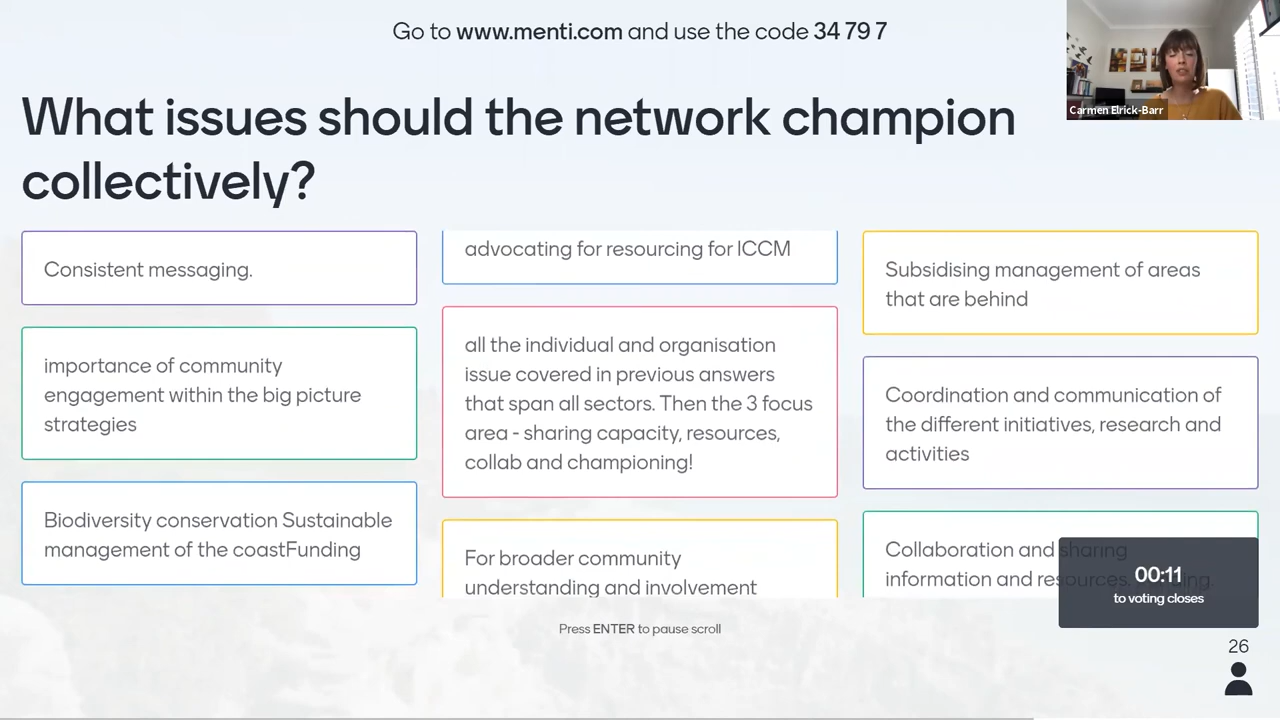 Go to www.menti.com and use the code 34 79 7
Carmen Elrick-Barr
What issues should the network champion
collectively?
Consistent messaging.
importance of community
engagement within the big picture
strategies
Biodiversity conservation Sustainable
management of the coastFunding
advocating for resourcing for ICCM
all the individual and organisation
issue covered in previous answers
that span all sectors. Then the 3 focus
area - sharing capacity, resources,
collab and championing!
For broader community
understanding and involvement
Subsidising management of areas
that are behind
Coordination and communication of
the different initiatives, research and
activities
Collaboration and sharing
information and resources.
00:11
to voting closes
Press ENTER to pause scroll
26